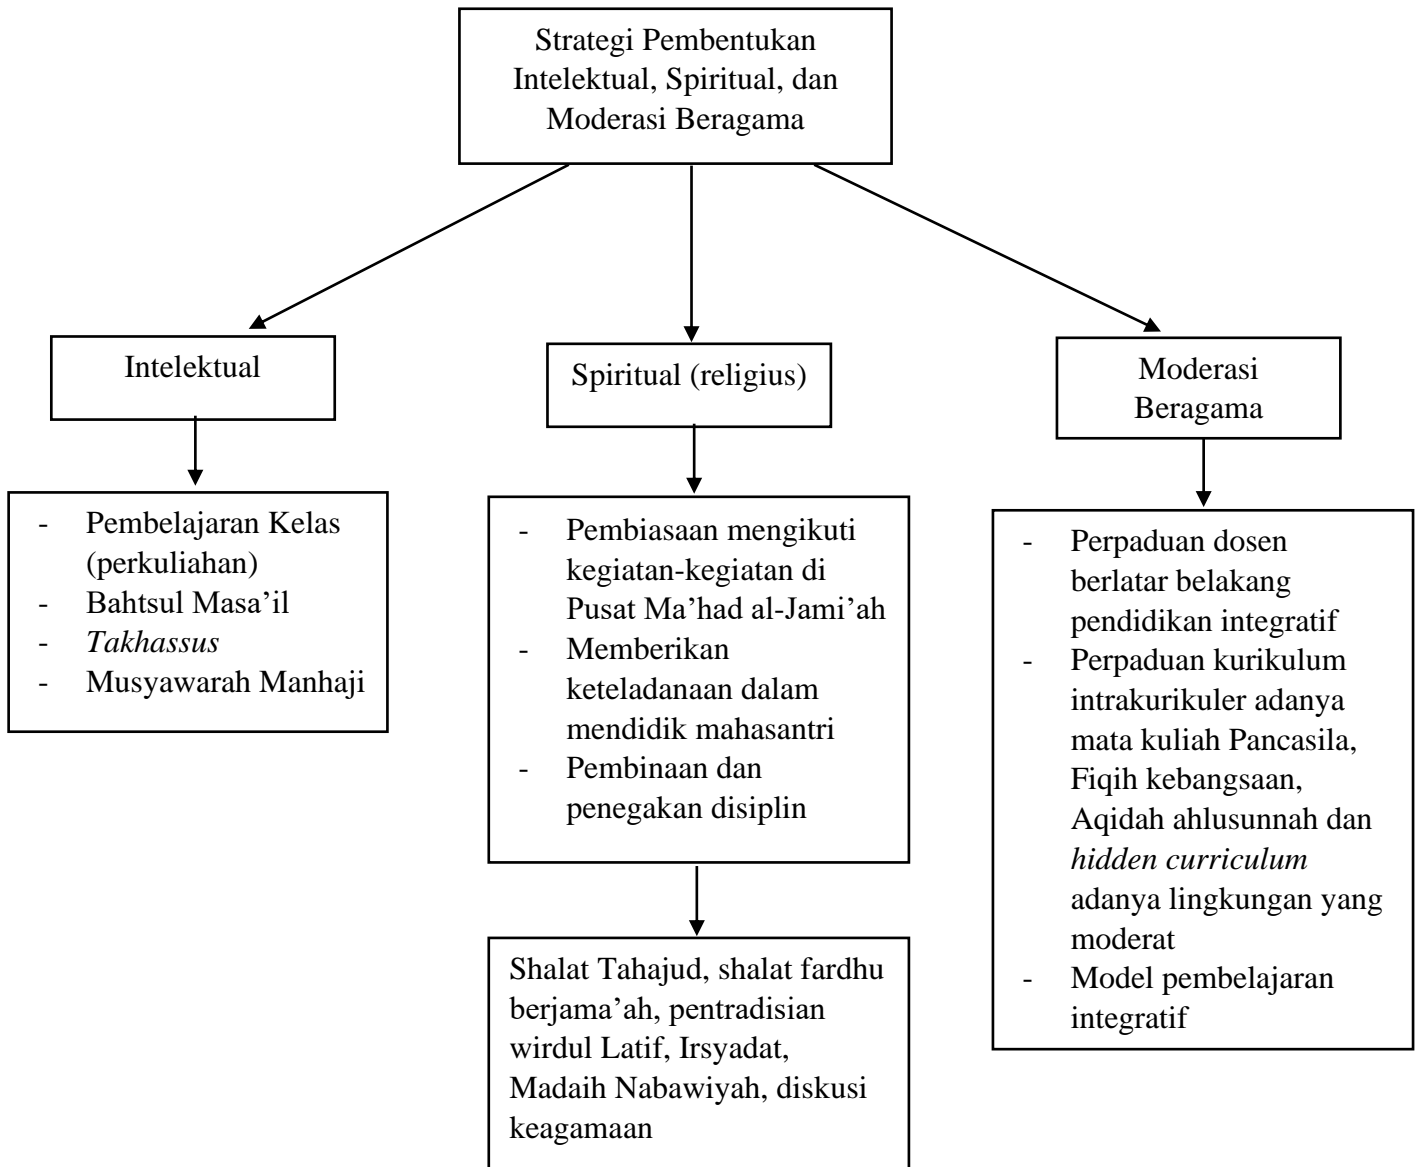 Strategi Pembentukan
Intelektual, Spiritual, dan
Moderasi Beragama
Intelektual
Spiritual (religius)
Moderasi
Beragama
- Pembelajaran Kelas
(perkuliahan)
- Bahtsul Masa’il
- Takhassus
- Musyawarah Manhaji
- Pembiasaan mengikuti
kegiatan-kegiatan di
Pusat Ma’had al-Jami’ah
- Memberikan
keteladanaan dalam
mendidik mahasantri
- Pembinaan dan
penegakan disiplin
- Perpaduan dosen
berlatar belakang
pendidikan integratif
- Perpaduan kurikulum
intrakurikuler adanya
mata kuliah Pancasila,
Fiqih kebangsaan,
Aqidah ahlusunnah dan
hidden curriculum
adanya lingkungan yang
moderat
- Model pembelajaran
integratif
Shalat Tahajud, shalat fardhu
berjama’ah, pentradisian
wirdul Latif, Irsyadat,
Madaih Nabawiyah, diskusi
keagamaan